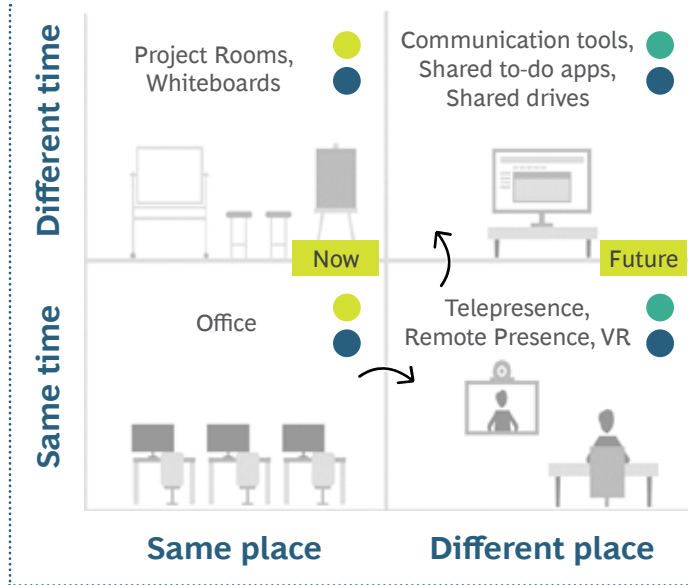 Different time
Project Rooms,
Whiteboards
Communication tools,
Shared to-do apps,
Shared drives
Now
Future
Same time
Office
Telepresence,
Remote Presence, VR
Same place
Different place